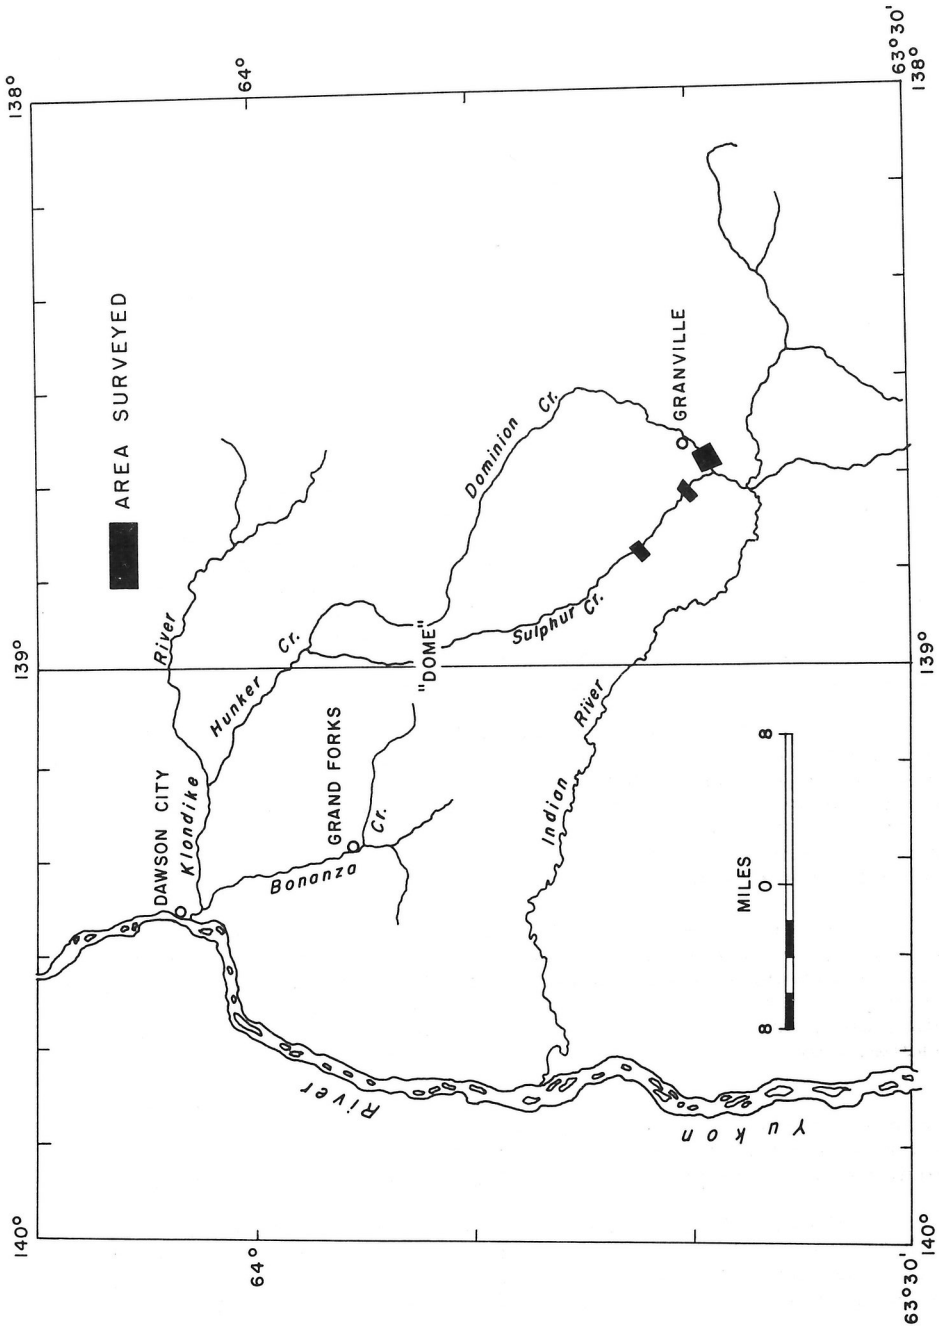 140°
139°
138°
64°
64°
AREA SURVEYED
DAWSON CITY
Klondike
River
Hunker
Cr.
GRAND FORKS
Bonanza
Cr.
"DOME"
Dominion
Cr.
Sulphur Cr.
GRANVILLE
Indian
River
River
Yukon
MILES
8
0
8
63°30'
140°
139°
63°30'
138°